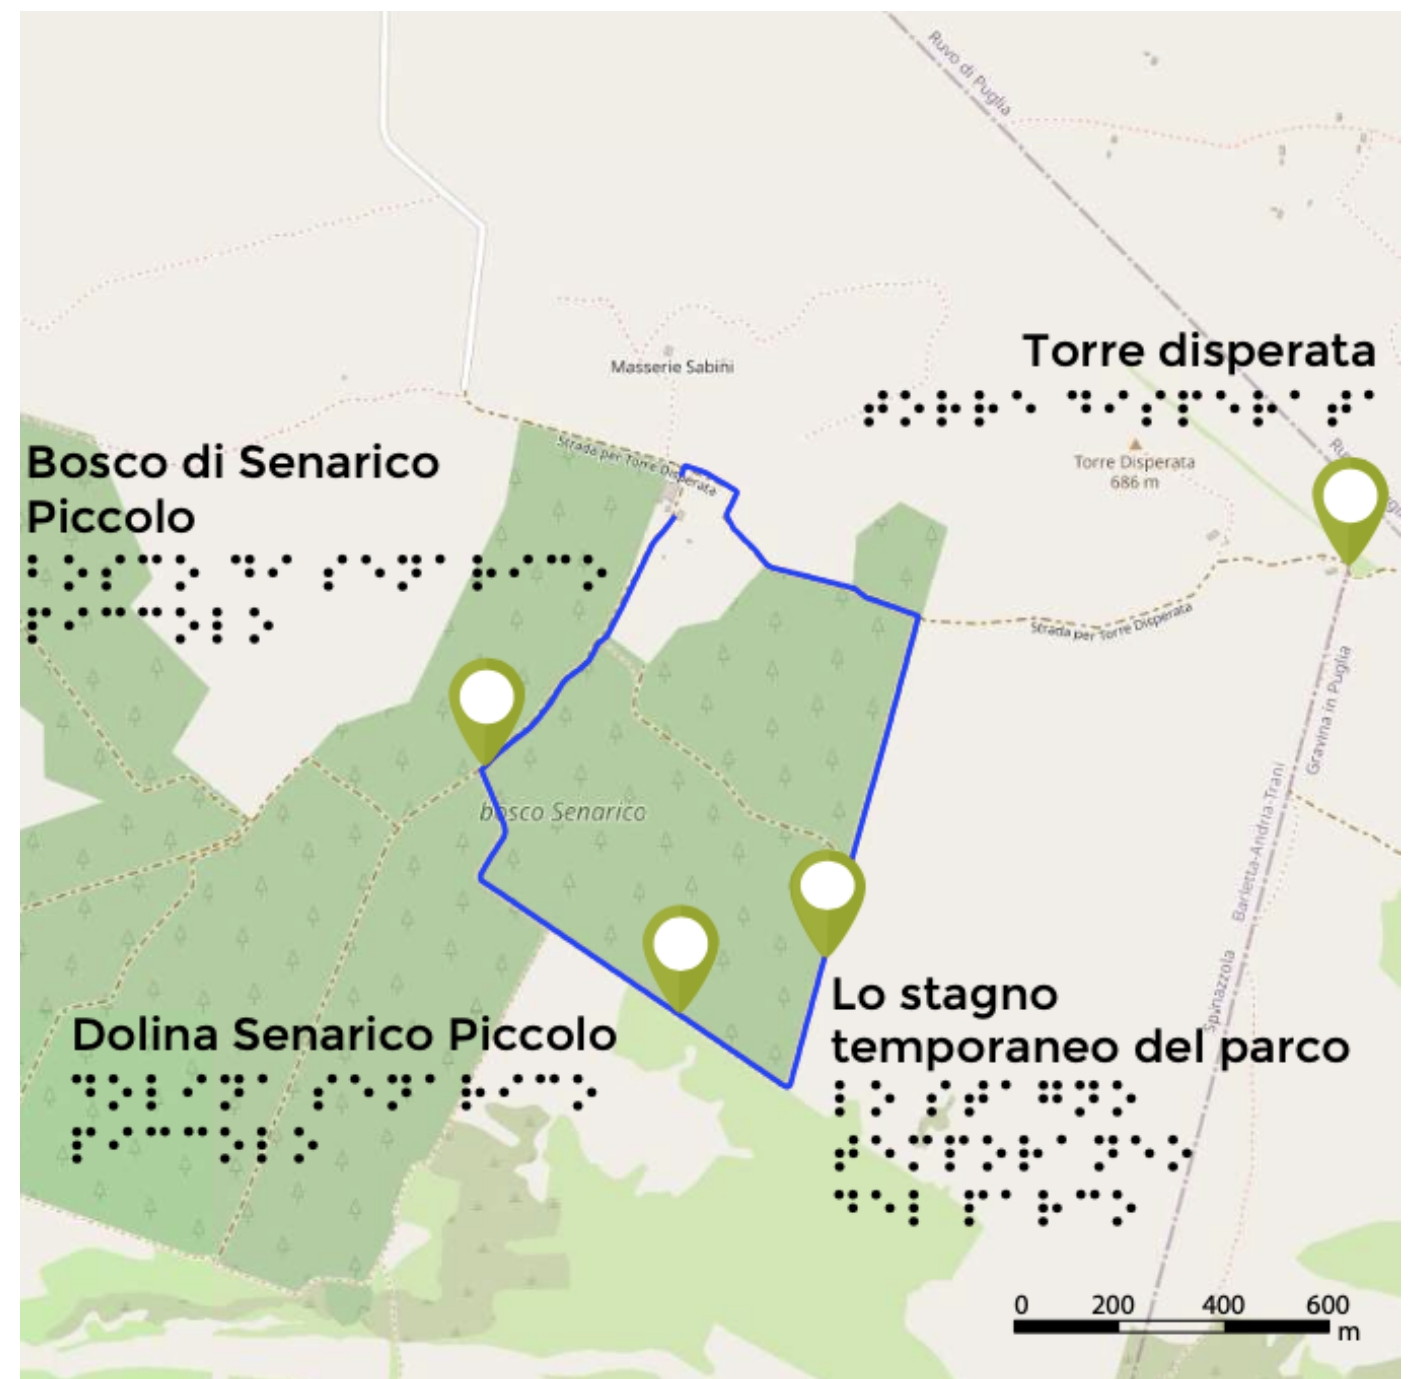 Ruvo di Puglia
Torre disperata
⠞⠕⠗⠗⠑ ⠙⠊⠎⠏⠑⠗⠁⠞⠁
Masserie Sabini
Strada per Torre Disperata
Torre Disperata
686 m
Bosco di Senarico
Piccolo
⠃⠕⠎⠉⠕ ⠙⠊ ⠎⠑⠝⠁⠗⠊⠉⠕
⠏⠊⠉⠉⠕⠇⠕
Strada per Torre Disperata
Gravina in Puglia
bosco Senarico
Barletta-Andria-Trani
Spinazzola
Dolina Senarico Piccolo
⠙⠕⠇⠊⠝⠁ ⠎⠑⠝⠁⠗⠊⠉⠕
⠏⠊⠉⠉⠕⠇⠕
Lo stagno
temporaneo del parco
⠇⠕ ⠎⠞⠁⠛⠝⠕
⠞⠑⠍⠏⠕⠗⠁⠝⠑⠕
⠙⠑⠇ ⠏⠁⠗⠉⠕
0 200 400 600
m